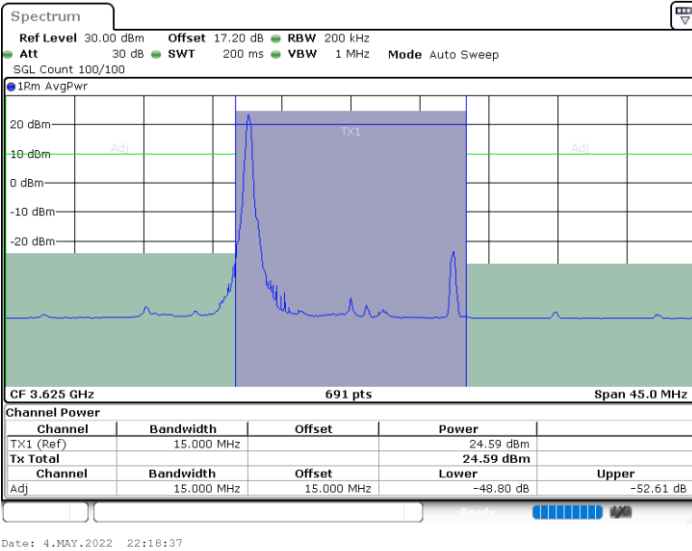 Spectrum
Ref Level 30.00 dBm Offset 17.20 dB RBW 200 kHz
Att 30 dB SWT 200 ms VBW 1 MHz Mode Auto Sweep
SGL Count 100/100
1Rm AvgPwr
20 dBm
TX1
Adj
Adj
10 dBm
0 dBm
-10 dBm
-20 dBm
CF 3.625 GHz 691 pts Span 45.0 MHz
Channel Power
Channel Bandwidth Offset Power
TX1 (Ref) 15.000 MHz 24.59 dBm
Tx Total 24.59 dBm
Channel Bandwidth Offset Lower Upper
Adj 15.000 MHz 15.000 MHz -48.80 dB -52.61 dB
Ready
Date: 4.MAY.2022 22:18:37